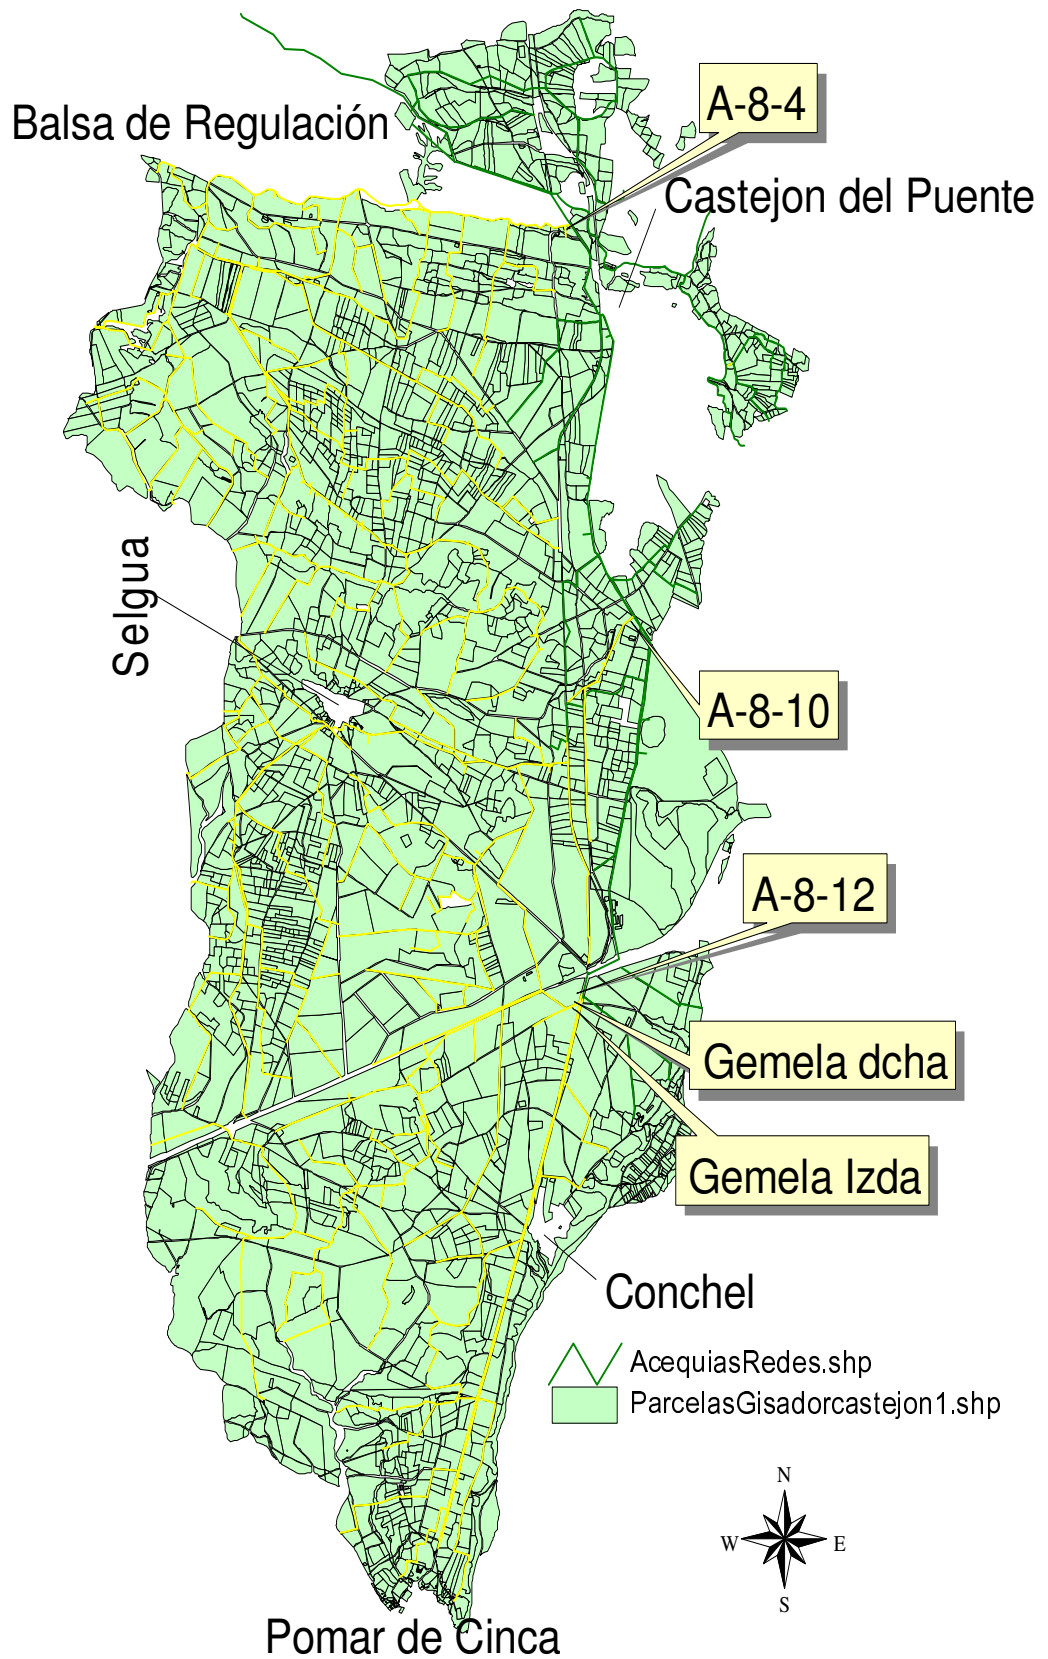 A-8-4
Balsa de Regulación
Castejon del Puente
Selgua
A-8-10
A-8-12
Gemela dcha
Gemela Izda
Conchel
AcequiasRedes.shp
ParcelasGisadorcastejon1.shp
N
W
E
S
Pomar de Cinca